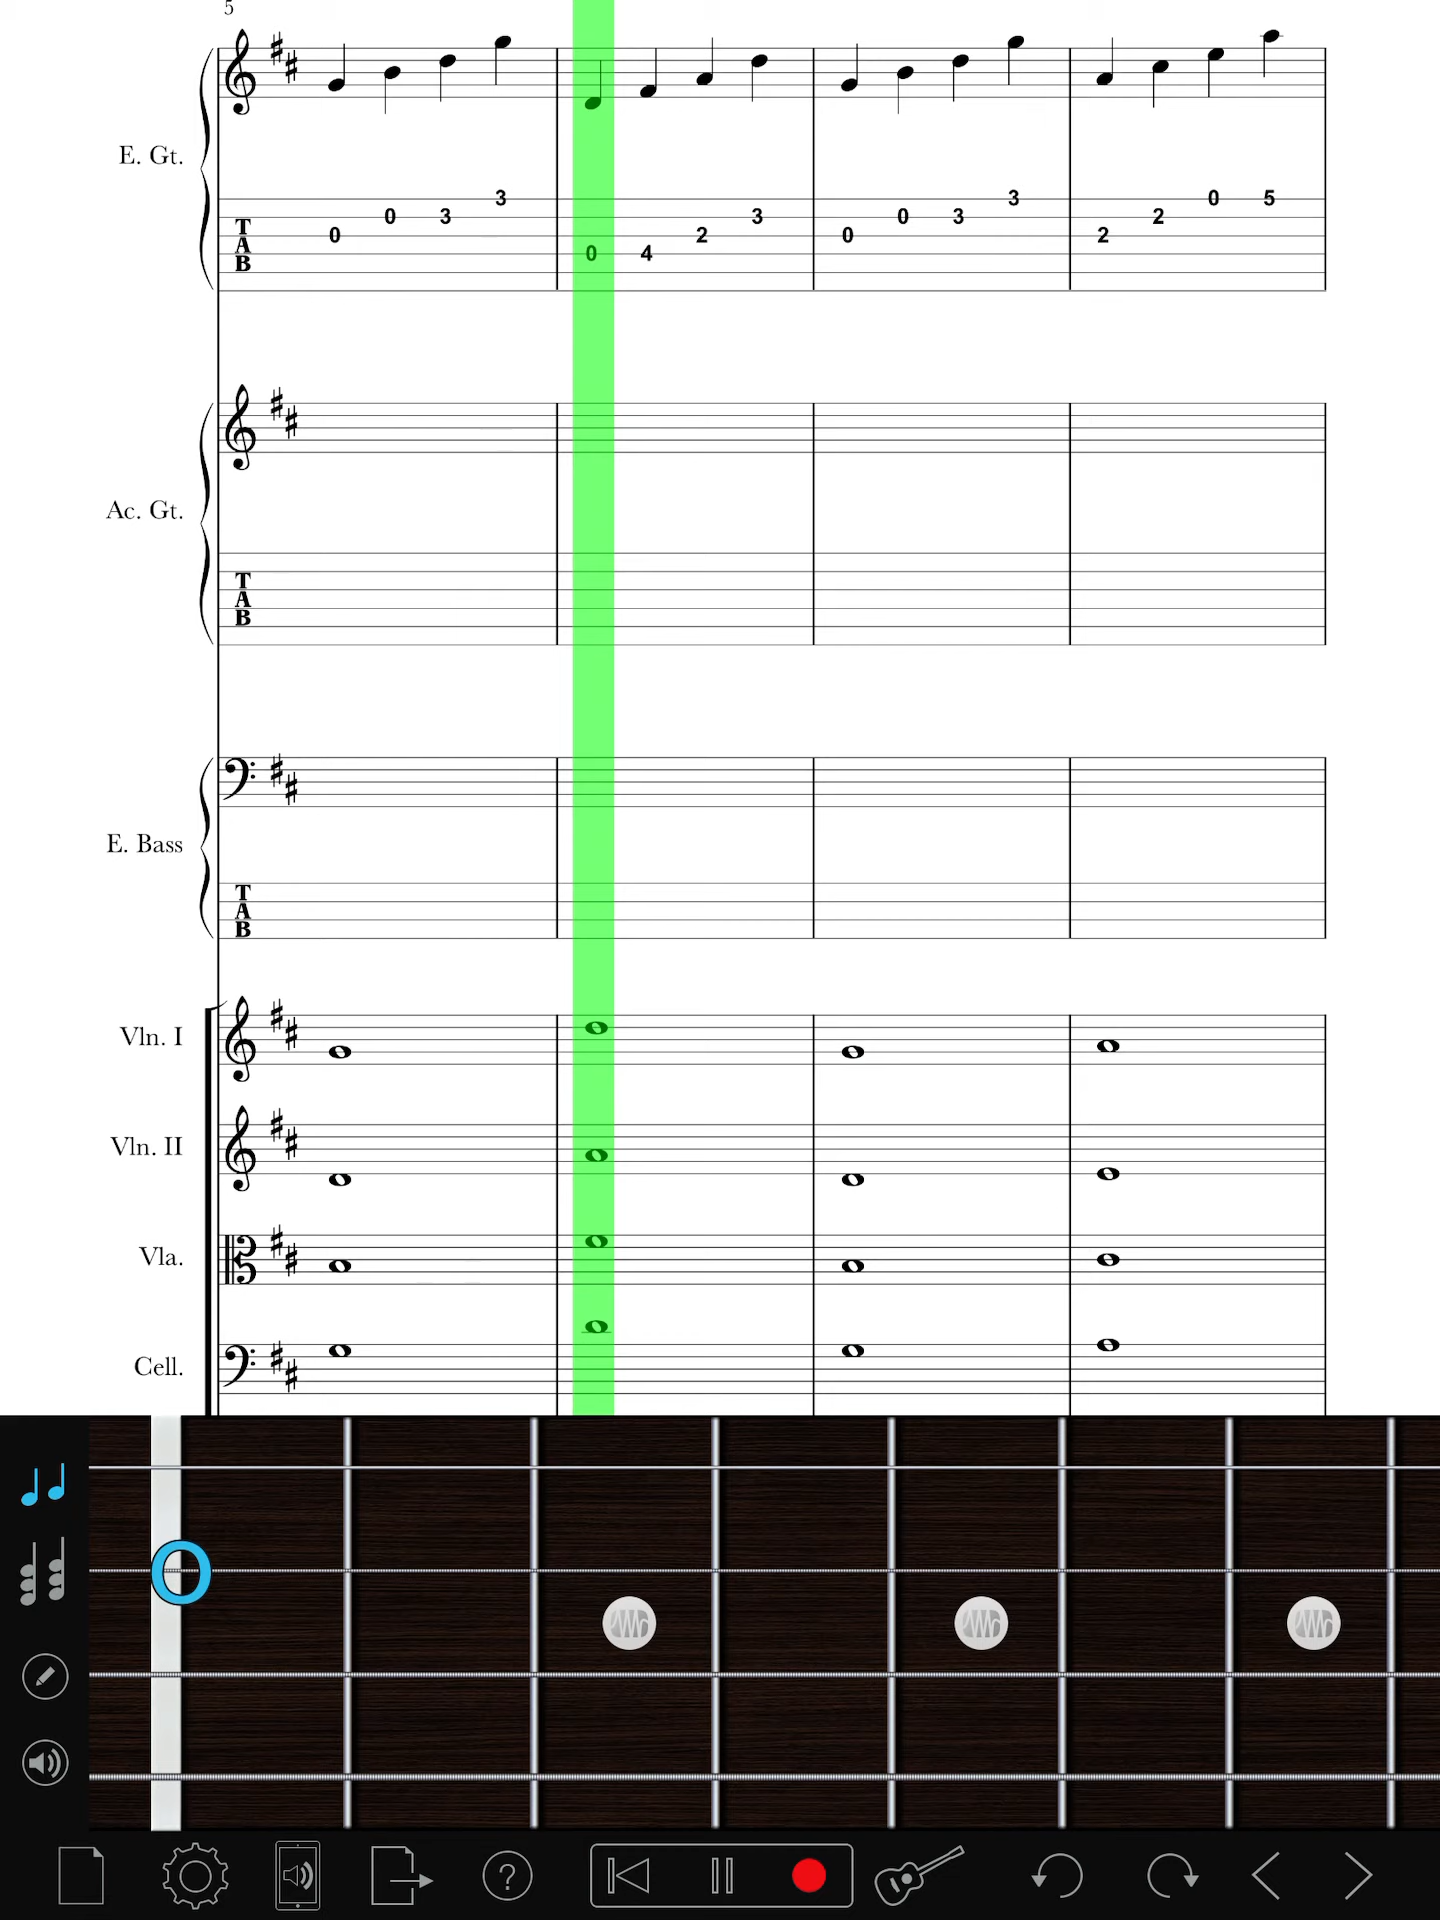 5
E. Gt.
3 3 0 5
0 3 3 0 3 2
0 2 0 2
0 4
T
A
B
Ac. Gt.
T
A
B
E. Bass
T
A
B
Vln. I
Vln. II
Vla.
Cell.
O
?